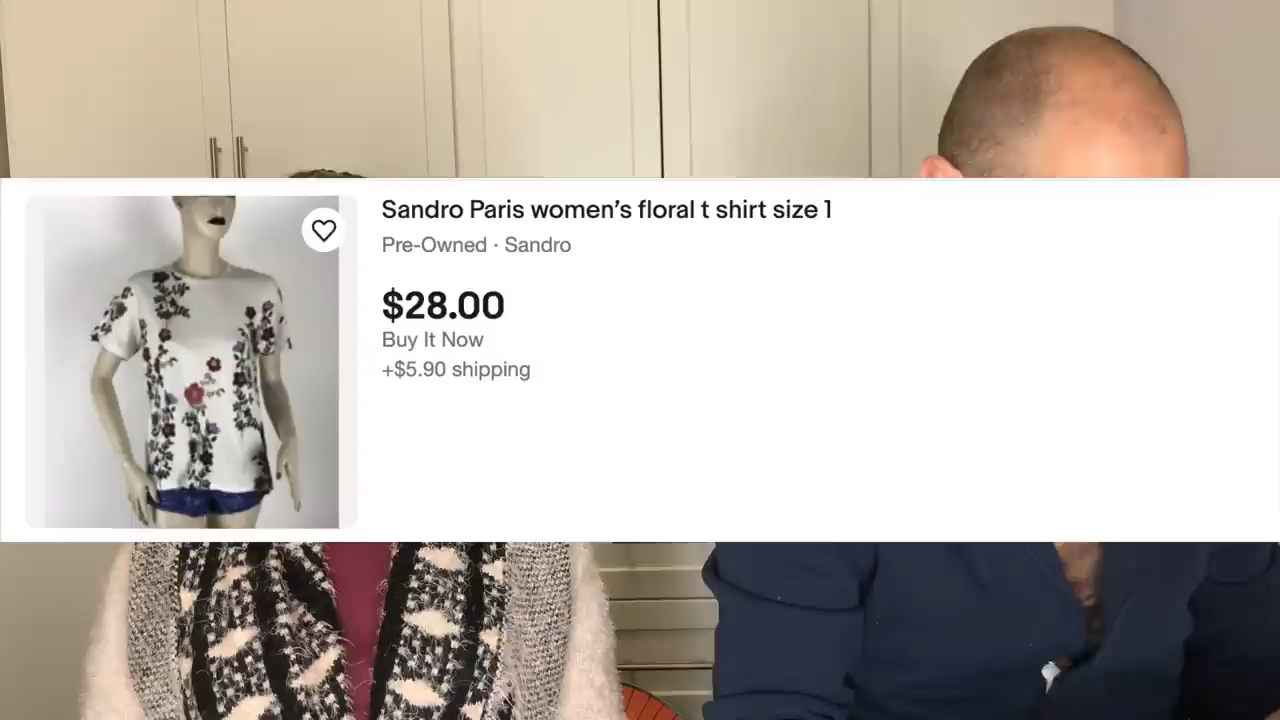 Sandro Paris women's floral t shirt size 1
Pre-Owned · Sandro
$28.00
Buy It Now
+$5.90 shipping